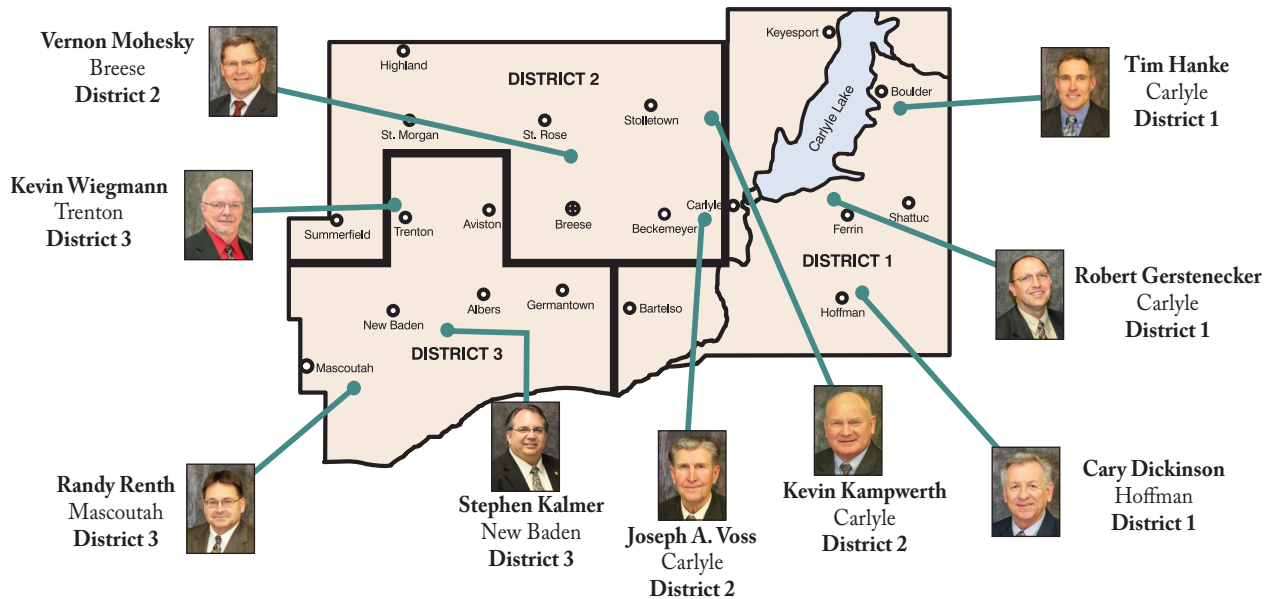 Vernon Mohesky
Breese
District 2
Kevin Wiegmann
Trenton
District 3
Randy Renth
Mascoutah
District 3
Stephen Kalmer
New Baden
District 3
Joseph A. Voss
Carlyle
District 2
Kevin Kampwerth
Carlyle
District 2
Cary Dickinson
Hoffman
District 1
Robert Gerstenecker
Carlyle
District 1
Tim Hanke
Carlyle
District 1
Highland
DISTRICT 2
St. Morgan
St. Rose
Stolletown
Summerfield
Trenton
Aviston
Breese
Beckemeyer
Carlyle
Keyesport
Boulder
Carlyle Lake
Ferrin
Shattuc
DISTRICT 1
Hoffman
Bartelso
New Baden
Albers
Germantown
DISTRICT 3
Mascoutah